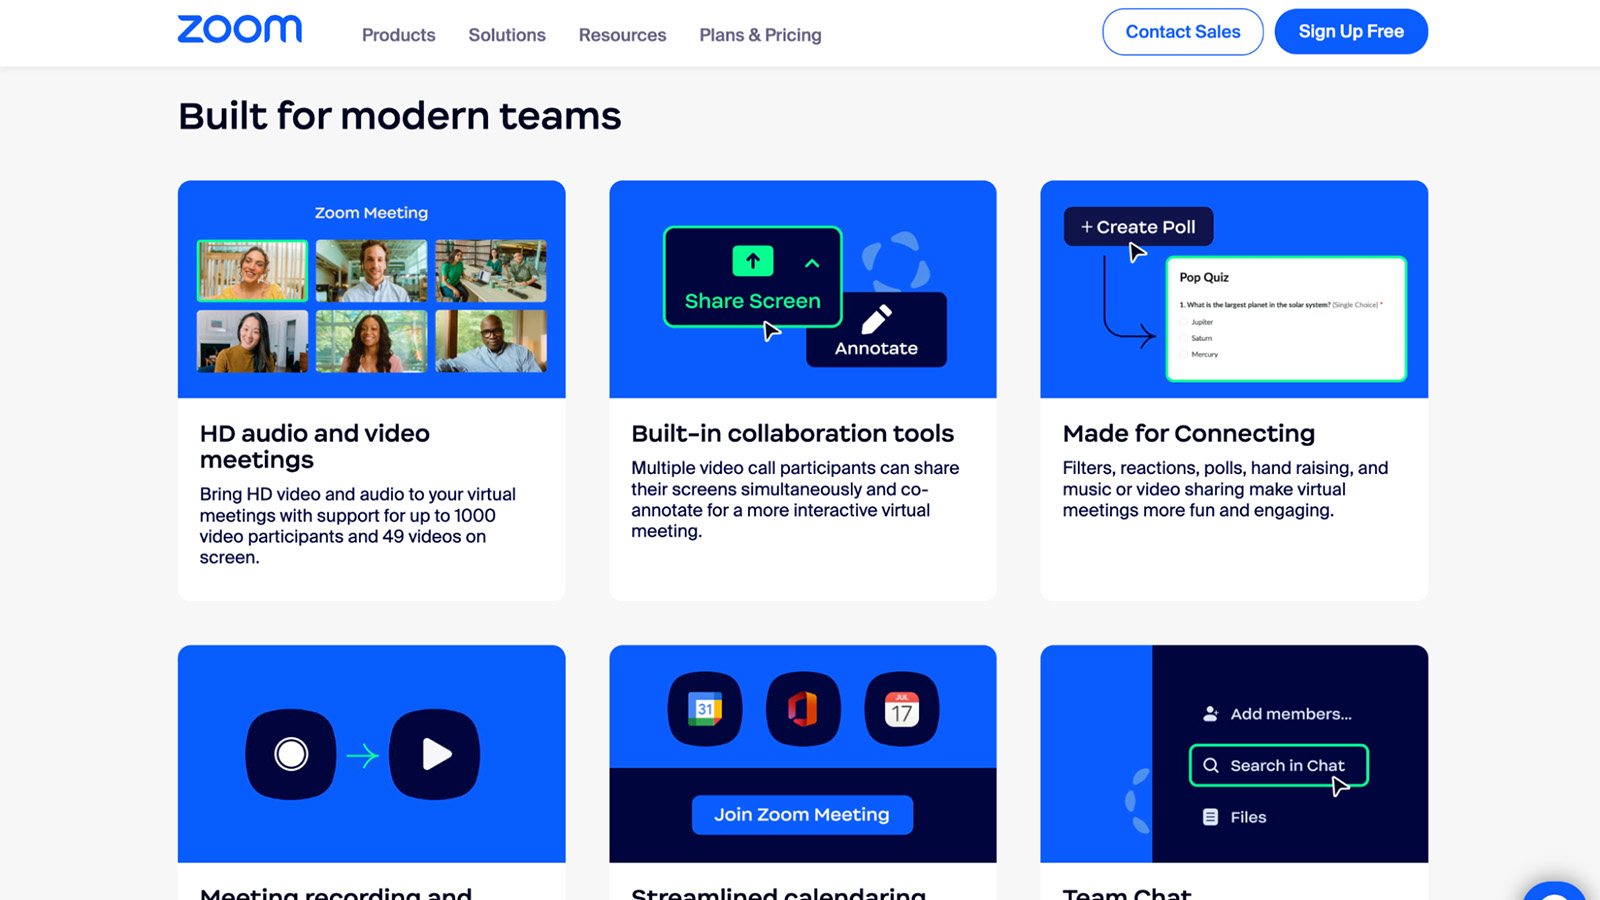 zoom
Products
Solutions
Resources
Plans & Pricing
Contact Sales
Sign Up Free
Built for modern teams
Zoom Meeting
HD audio and video
meetings
Bring HD video and audio to your virtual
meetings with support for up to 1000
video participants and 49 videos on
screen.
Share Screen
Annotate
Built-in collaboration tools
Multiple video call participants can share
their screens simultaneously and co-
annotate for a more interactive virtual
meeting.
+ Create Poll
Pop Quiz
1. What is the largest planet in the solar system? (Single Choice) *
Jupiter
Saturn
Mercury
Made for Connecting
Filters, reactions, polls, hand raising, and
music or video sharing make virtual
meetings more fun and engaging.
Meeting recording and
31
JUL
17
Join Zoom Meeting
Streamlined calendaring
Add members...
Search in Chat
Files
Team Chat